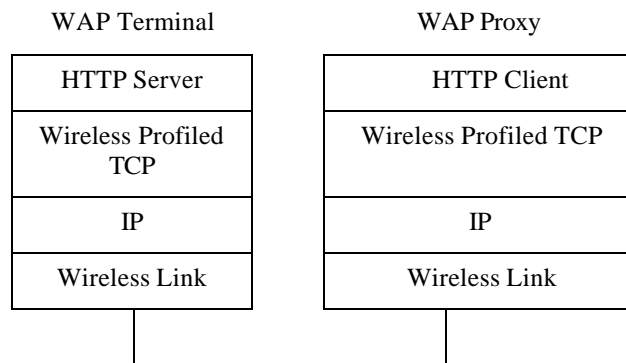 WAP Terminal
WAP Proxy
HTTP Server
HTTP Client
Wireless Profiled
TCP
Wireless Profiled TCP
IP
IP
Wireless Link
Wireless Link